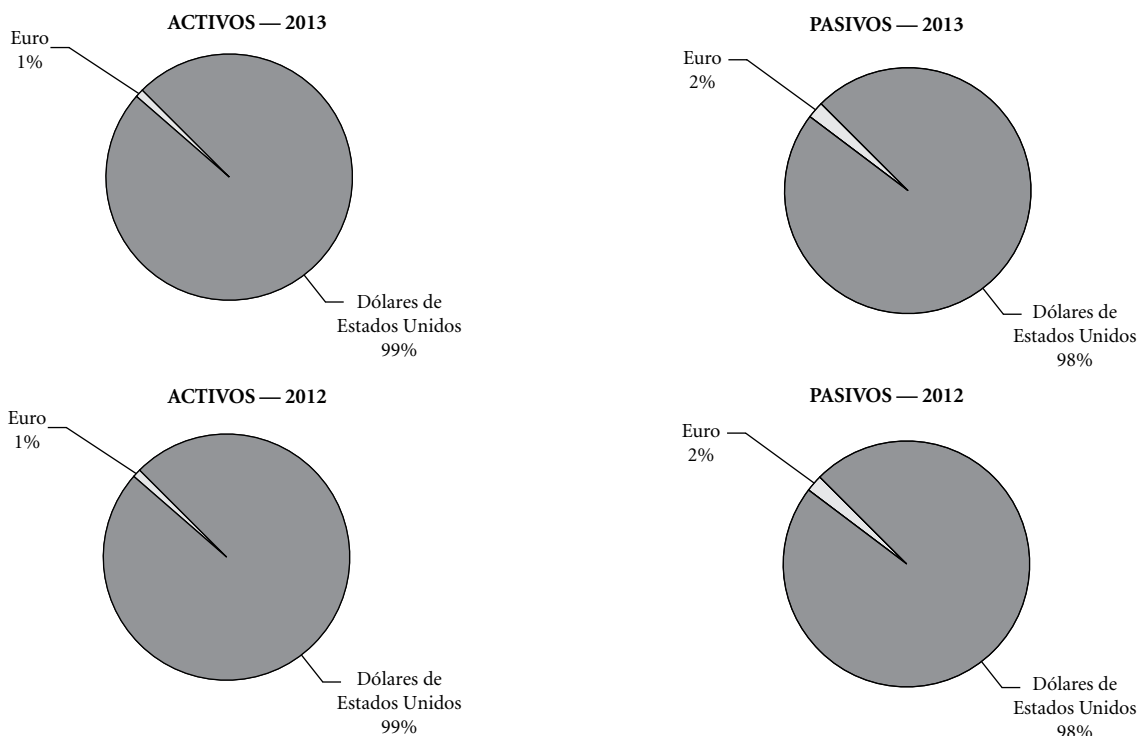 ACTIVOS — 2013
Euro
1%
Dólares de
Estados Unidos
99%
PASIVOS — 2013
Euro
2%
Dólares de
Estados Unidos
98%
ACTIVOS — 2012
Euro
1%
Dólares de
Estados Unidos
99%
PASIVOS — 2012
Euro
2%
Dólares de
Estados Unidos
98%